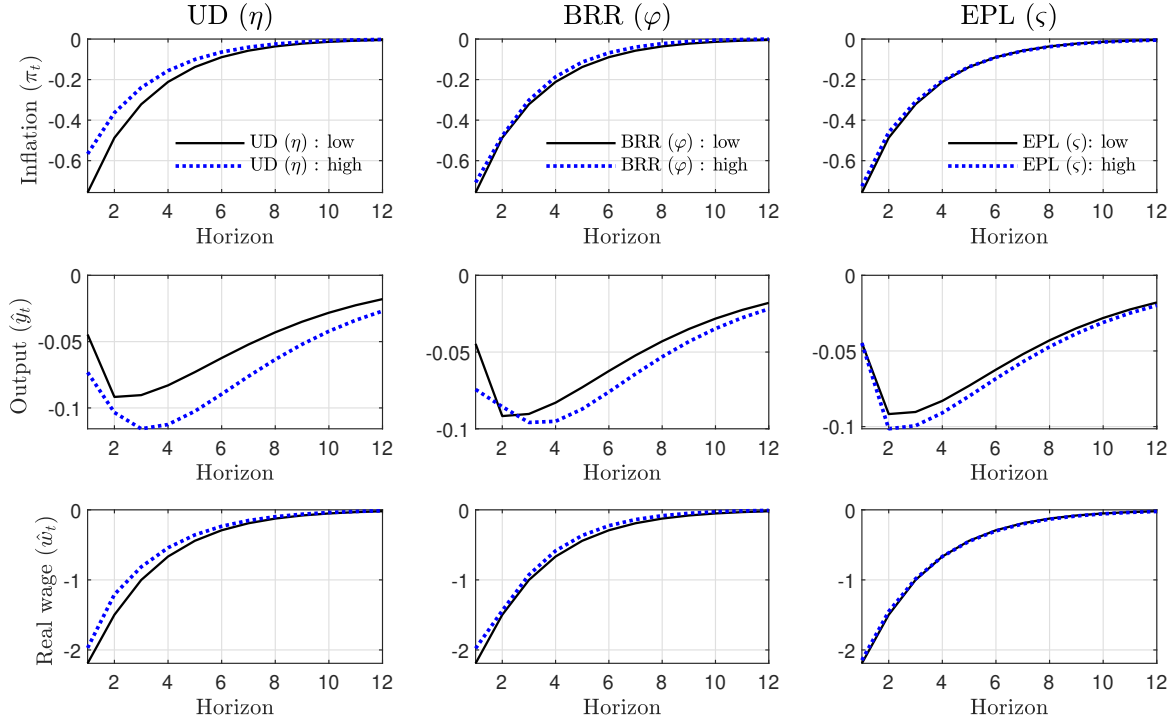 UD (η)
BRR (φ)
EPL (ς)
Inflation (π_t)
0
-0.2
-0.4
-0.6
UD (η) : low
UD (η) : high
2 4 6 8 10 12
Horizon
0
-0.2
-0.4
-0.6
BRR (φ) : low
BRR (φ) : high
2 4 6 8 10 12
Horizon
0
-0.2
-0.4
-0.6
EPL (ς): low
EPL (ς): high
2 4 6 8 10 12
Horizon
Output (ŷ_t)
0
-0.05
-0.1
2 4 6 8 10 12
Horizon
0
-0.05
-0.1
2 4 6 8 10 12
Horizon
0
-0.05
-0.1
2 4 6 8 10 12
Horizon
Real wage (ŵ_t)
0
-1
-2
2 4 6 8 10 12
Horizon
0
-1
-2
2 4 6 8 10 12
Horizon
0
-1
-2
2 4 6 8 10 12
Horizon